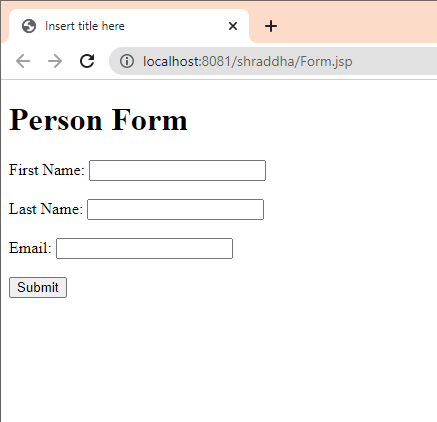 Insert title here
localhost:8081/shraddha/Form.jsp
Person Form
First Name:
Last Name:
Email:
Submit